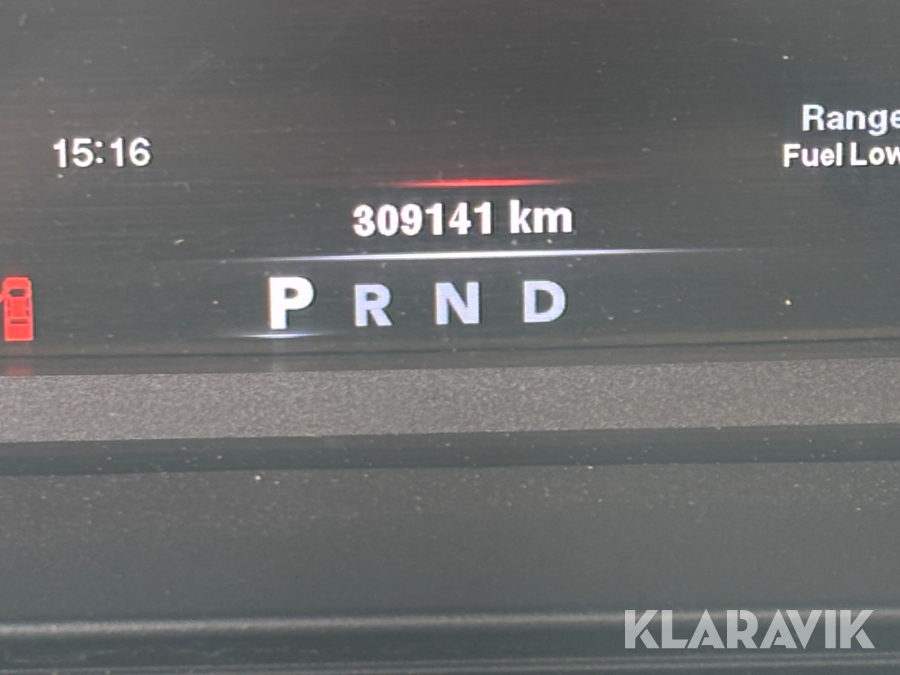 Range
Fuel Low
15:16
309141 km
P R N D
KLARAVIK